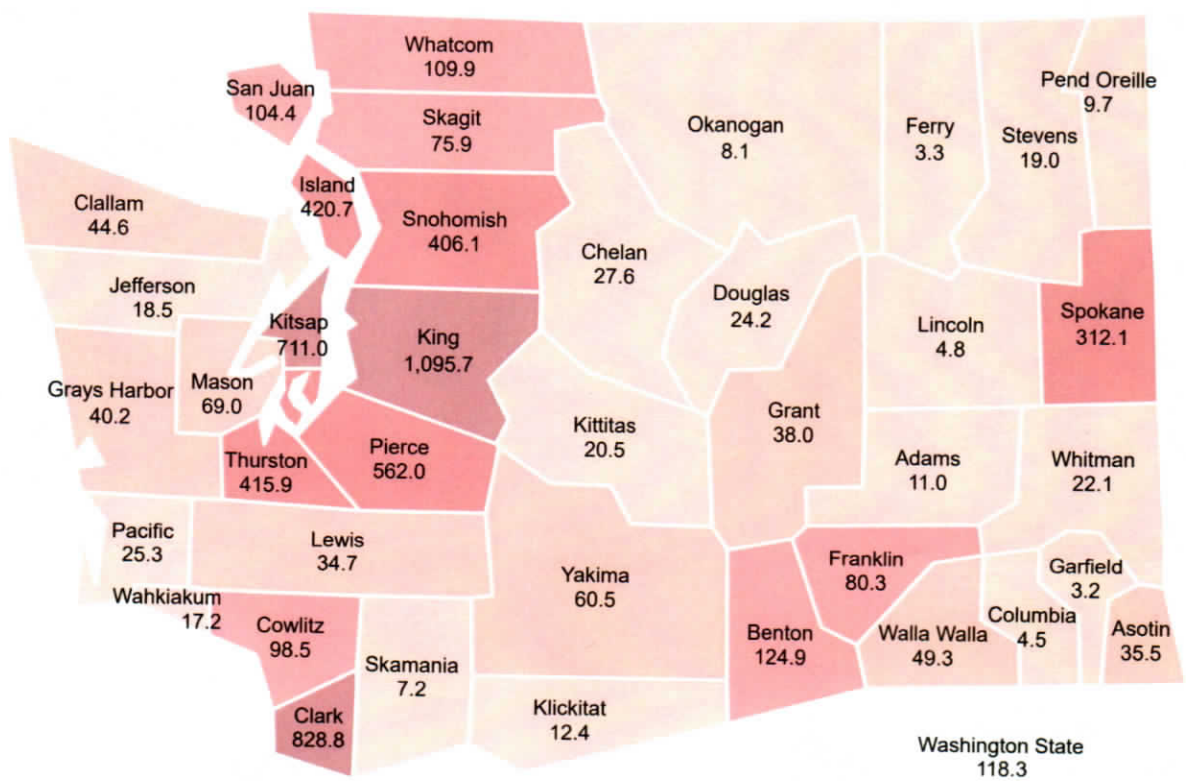 Whatcom
109.9
San Juan
104.4
Skagit
75.9
Okanogan
8.1
Ferry
3.3
Stevens
19.0
Pend Oreille
9.7
Clallam
44.6
Island
420.7
Snohomish
406.1
Chelan
27.6
Jefferson
18.5
Douglas
24.2
Kitsap
711.0
King
1,095.7
Lincoln
4.8
Spokane
312.1
Grays Harbor
40.2
Mason
69.0
Grant
38.0
Kittitas
20.5
Thurston
415.9
Pierce
562.0
Adams
11.0
Whitman
22.1
Pacific
25.3
Lewis
34.7
Yakima
60.5
Franklin
80.3
Garfield
3.2
Wahkiakum
17.2
Cowlitz
98.5
Skamania
7.2
Benton
124.9
Walla Walla
49.3
Columbia
4.5
Asotin
35.5
Clark
828.8
Klickitat
12.4
Washington State
118.3